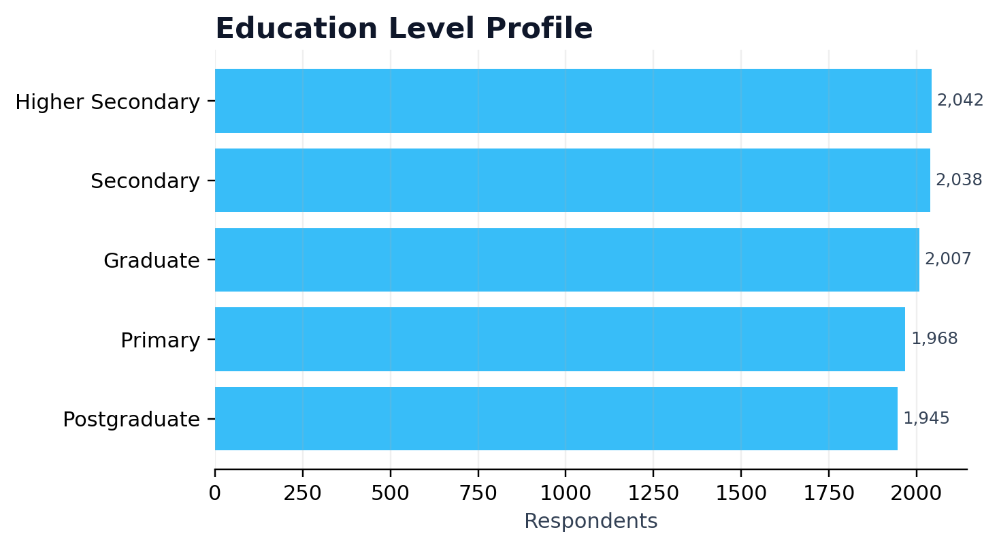 Education Level Profile
Higher Secondary 2,042
Secondary 2,038
Graduate 2,007
Primary 1,968
Postgraduate 1,945
0 250 500 750 1000 1250 1500 1750 2000
Respondents